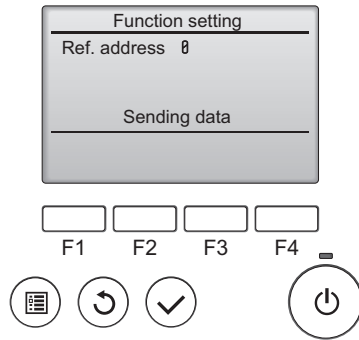 Function setting
Ref. address 0
Sending data
F1 F2 F3 F4